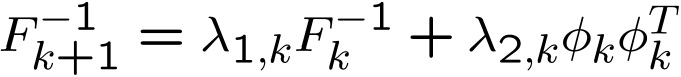 $F_{k+1}^{-1} = \lambda_{1,k} F_k^{-1} + \lambda_{2,k} \phi_k \phi_k^T$